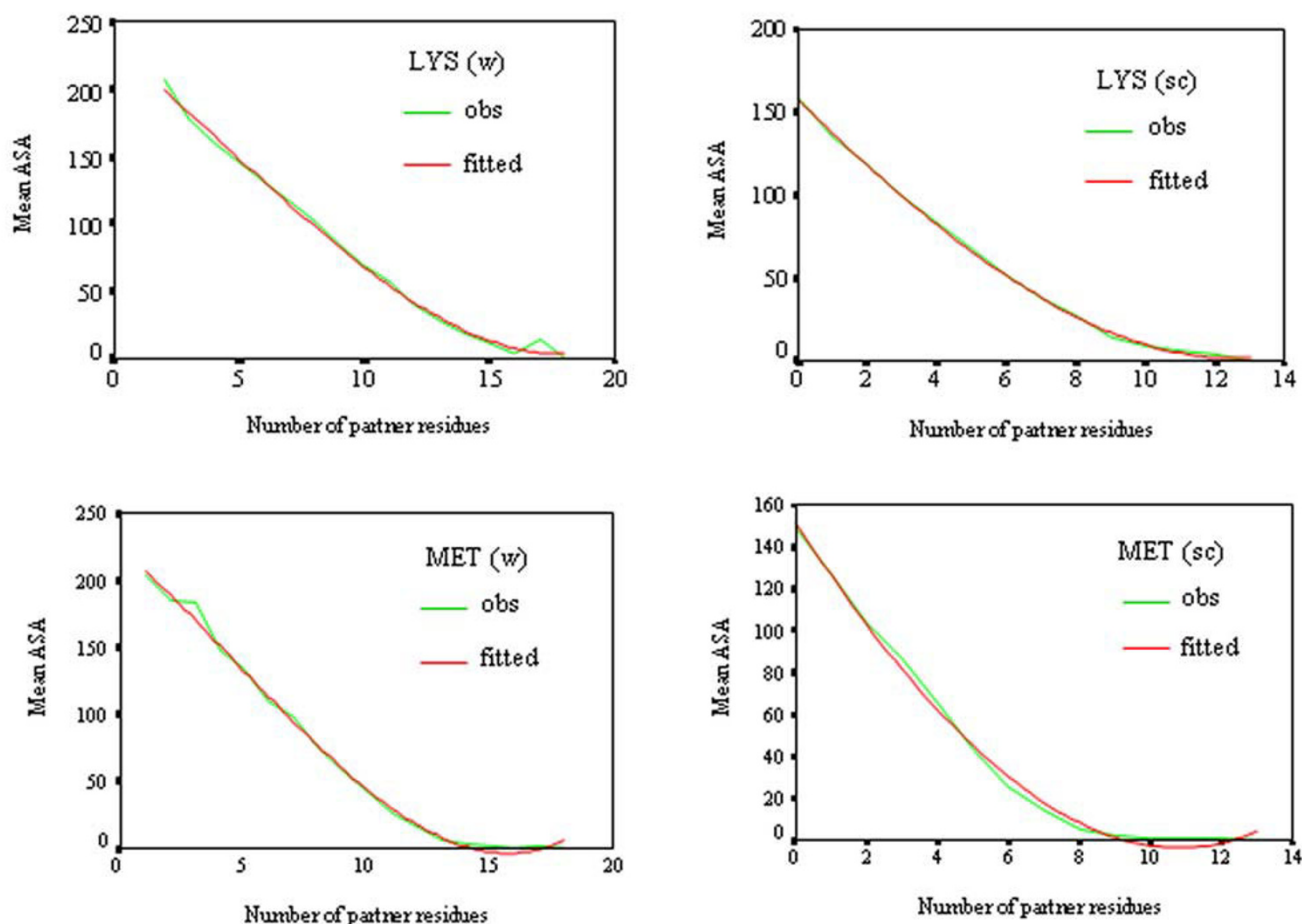 250
200
150
100
50
0
Mean ASA
LYS (w)
obs
fitted
0 5 10 15 20
Number of partner residues
200
150
100
50
0
Mean ASA
LYS (sc)
obs
fitted
0 2 4 6 8 10 12 14
Number of partner residues
250
200
150
100
50
0
Mean ASA
MET (w)
obs
fitted
0 5 10 15 20
Number of partner residues
160
140
120
100
80
60
40
20
0
Mean ASA
MET (sc)
obs
fitted
0 2 4 6 8 10 12 14
Number of partner residues